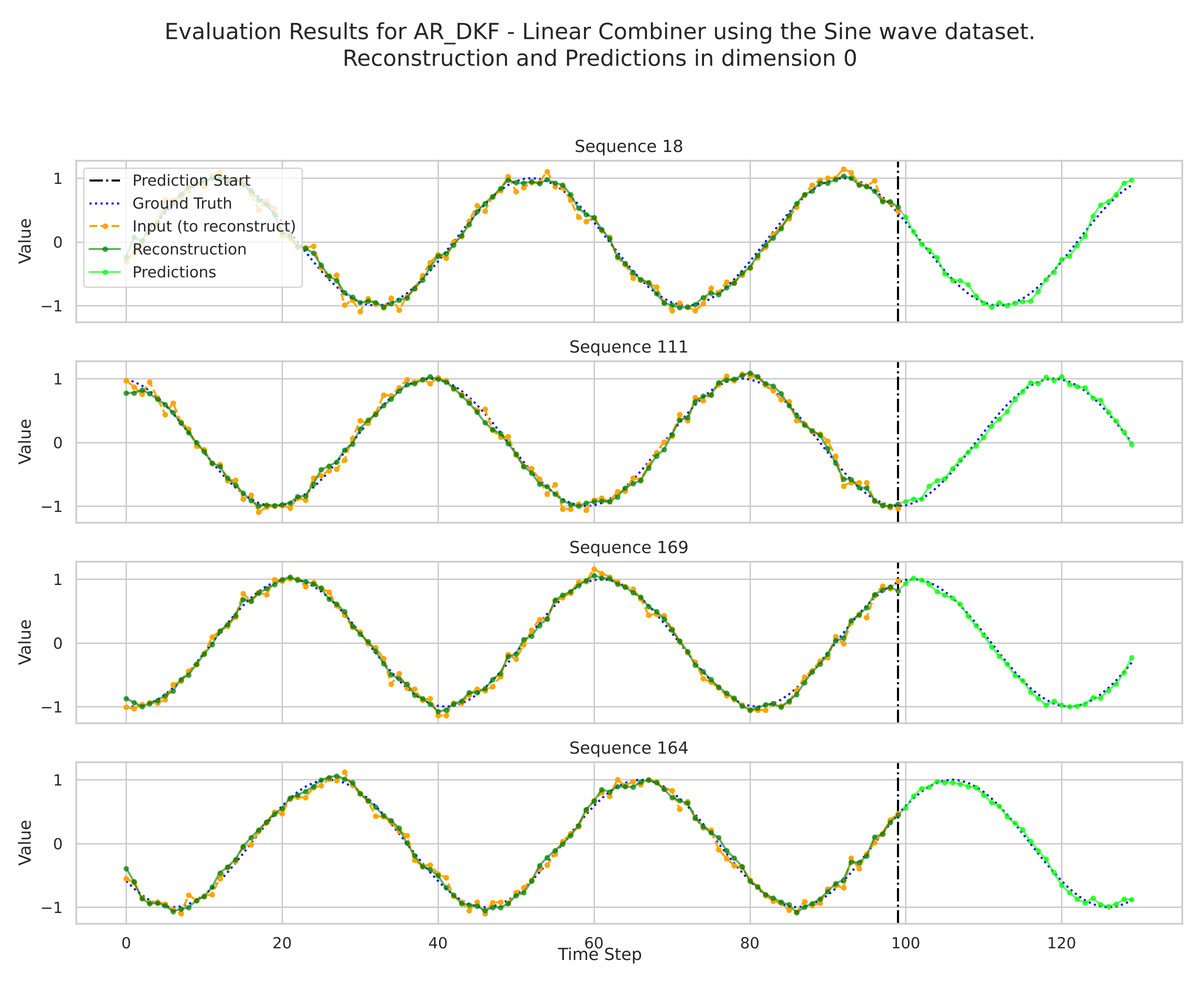 Evaluation Results for AR_DKF - Linear Combiner using the Sine wave dataset.
Reconstruction and Predictions in dimension 0
Sequence 18
Value
1
0
−1
Prediction Start
Ground Truth
Input (to reconstruct)
Reconstruction
Predictions
Sequence 111
Value
1
0
−1
Sequence 169
Value
1
0
−1
Sequence 164
Value
1
0
−1
0 20 40 60 80 100 120
Time Step